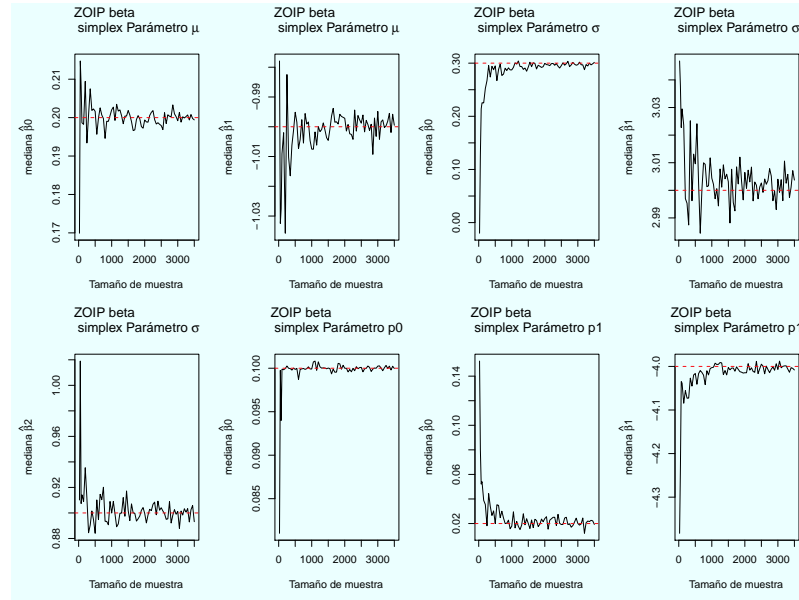 ZOIP beta
simplex Parámetro μ
mediana β̂0
0.17 0.18 0.19 0.20 0.21
0 1000 2000 3000
Tamaño de muestra
ZOIP beta
simplex Parámetro μ
mediana β̂1
−1.03 −1.01 −0.99
0 1000 2000 3000
Tamaño de muestra
ZOIP beta
simplex Parámetro σ
mediana β̂0
0.00 0.10 0.20 0.30
0 1000 2000 3000
Tamaño de muestra
ZOIP beta
simplex Parámetro σ
mediana β̂1
2.99 3.01 3.03
0 1000 2000 3000
Tamaño de muestra
ZOIP beta
simplex Parámetro σ
mediana β̂2
0.88 0.92 0.96 1.00
0 1000 2000 3000
Tamaño de muestra
ZOIP beta
simplex Parámetro p0
mediana β̂0
0.085 0.090 0.095 0.100
0 1000 2000 3000
Tamaño de muestra
ZOIP beta
simplex Parámetro p1
mediana β̂0
0.02 0.06 0.10 0.14
0 1000 2000 3000
Tamaño de muestra
ZOIP beta
simplex Parámetro p1
mediana β̂1
−4.3 −4.2 −4.1 −4.0
0 1000 2000 3000
Tamaño de muestra